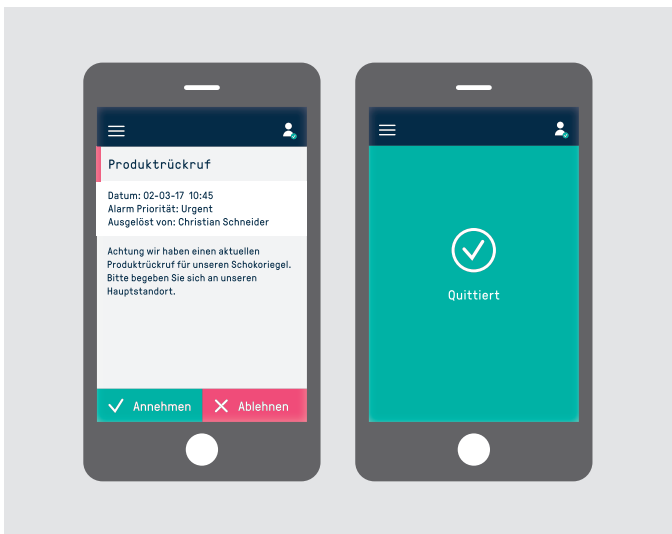 Produktrückruf
Datum: 02-03-17 10:45
Alarm Priorität: Urgent
Ausgelöst von: Christian Schneider
Achtung wir haben einen aktuellen
Produktrückruf für unseren Schokoriegel.
Bitte begeben Sie sich an unseren
Hauptstandort.
Annehmen
Ablehnen
Quittiert